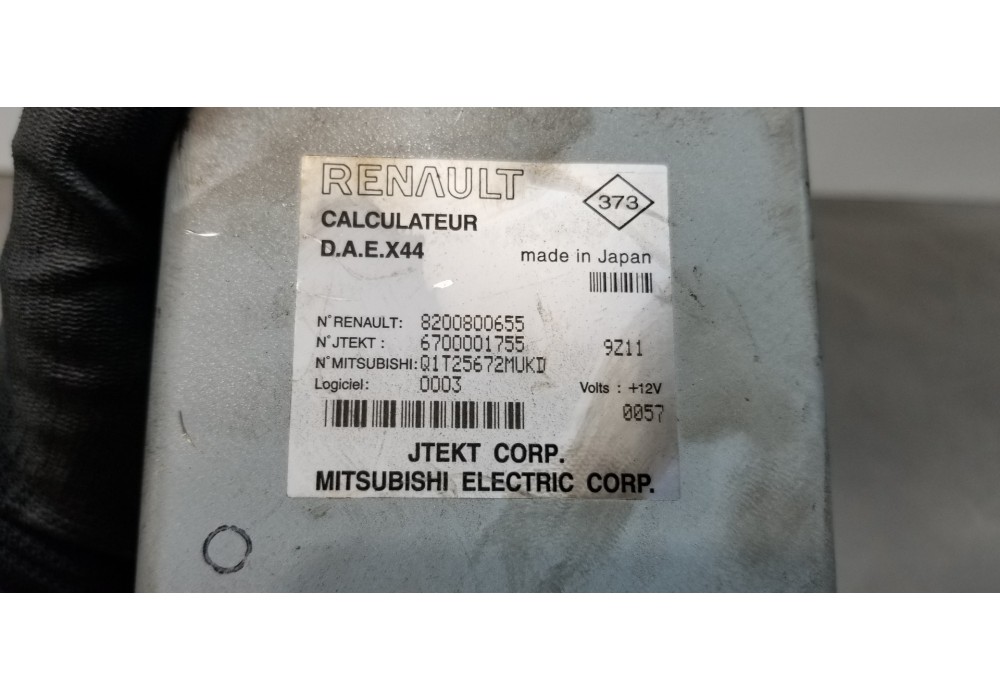 RENAULT
373
CALCULATEUR
D.A.E.X44
made in Japan
N°RENAULT: 8200800655
N°JTEKT : 6700001755
9Z11
N°MITSUBISHI: Q1T25672MUKD
Logiciel: 0003
Volts : +12V
0057
JTEKT CORP.
MITSUBISHI ELECTRIC CORP.